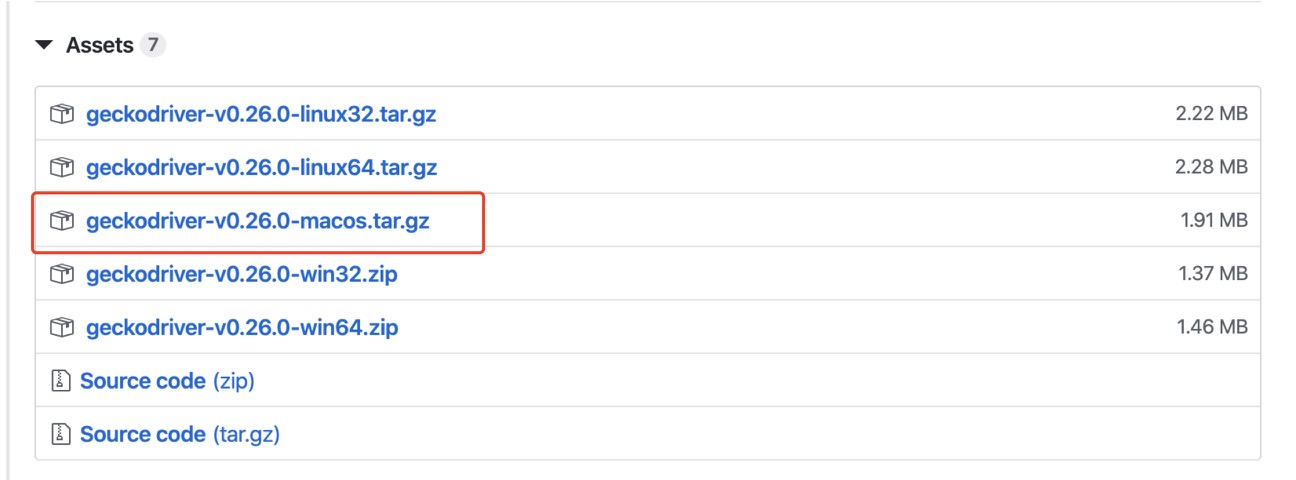 Assets 7
geckodriver-v0.26.0-linux32.tar.gz 2.22 MB
geckodriver-v0.26.0-linux64.tar.gz 2.28 MB
geckodriver-v0.26.0-macos.tar.gz 1.91 MB
geckodriver-v0.26.0-win32.zip 1.37 MB
geckodriver-v0.26.0-win64.zip 1.46 MB
Source code (zip)
Source code (tar.gz)